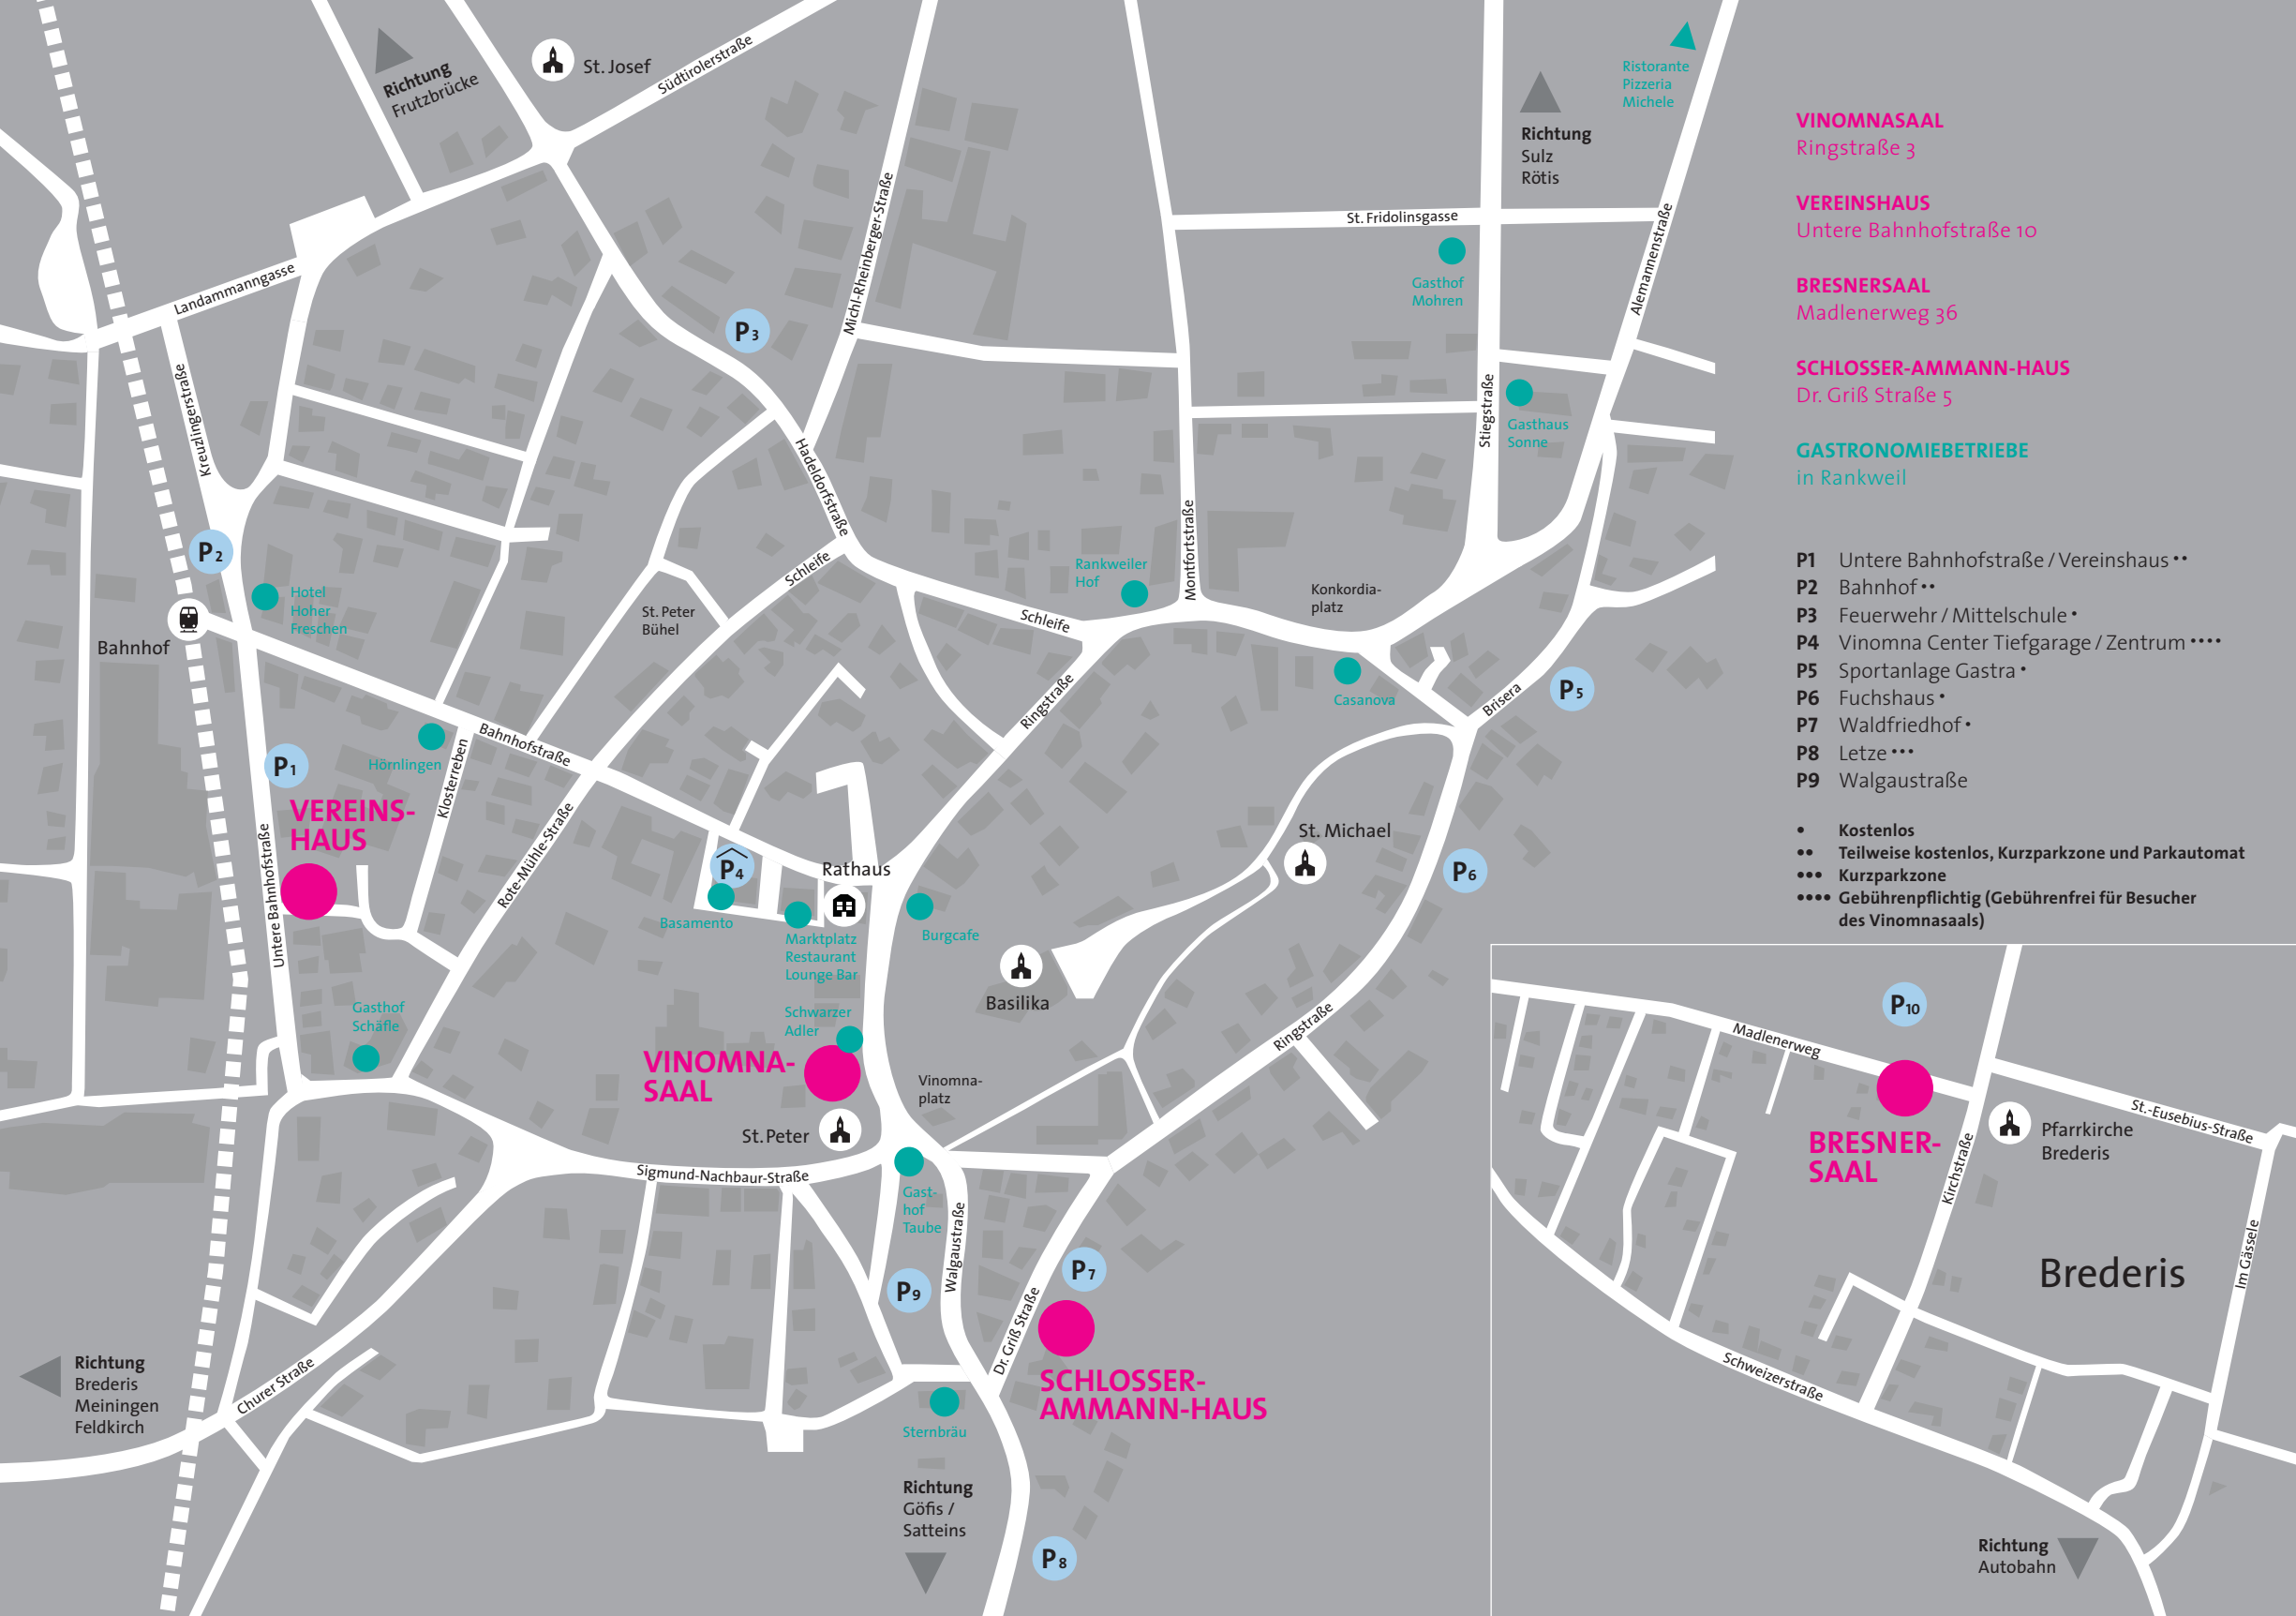 Richtung
Frutzbrücke
St. Josef
Südtirolerstraße
Michl-Rheinberger-Straße
Landammanngasse
Kreuzlingerstraße
P3
Hadeldorfstraße
Schleife
P2
Hotel
Hoher
Freschen
Bahnhof
St. Peter
Bühel
Schleife
Rankweiler
Hof
Montfortstraße
St. Fridolinsgasse
Gasthof
Mohren
Richtung
Sulz
Rötis
Ristorante
Pizzeria
Michele
Alemannenstraße
Stiegstraße
Gasthaus
Sonne
Konkordia-
platz
Casanova
Brisera
P5
Ringstraße
Bahnhofstraße
Hörnlingen
Klosterreben
P1
VEREINS-
HAUS
Untere Bahnhofstraße
Rote-Mühle-Straße
P4
Rathaus
Basamento
Marktplatz
Restaurant
Lounge Bar
Burgcafe
Basilika
St. Michael
P6
Ringstraße
Gasthof
Schäfle
Schwarzer
Adler
VINOMNA-
SAAL
Vinomna-
platz
St. Peter
Sigmund-Nachbaur-Straße
Gast-
hof
Taube
Walgaustraße
P9
P7
Dr. Griß Straße
SCHLOSSER-
AMMANN-HAUS
Sternbräu
Churer Straße
Richtung
Brederis
Meiningen
Feldkirch
Richtung
Göfis /
Satteins
P8
VINOMNASAAL
Ringstraße 3
VEREINSHAUS
Untere Bahnhofstraße 10
BRESNERSAAL
Madlenerweg 36
SCHLOSSER-AMMANN-HAUS
Dr. Griß Straße 5
GASTRONOMIEBETRIEBE
in Rankweil
P1 Untere Bahnhofstraße / Vereinshaus ••
P2 Bahnhof ••
P3 Feuerwehr / Mittelschule •
P4 Vinomna Center Tiefgarage / Zentrum ••••
P5 Sportanlage Gastra •
P6 Fuchshaus •
P7 Waldfriedhof •
P8 Letze •••
P9 Walgaustraße
• Kostenlos
•• Teilweise kostenlos, Kurzparkzone und Parkautomat
••• Kurzparkzone
•••• Gebührenpflichtig (Gebührenfrei für Besucher
des Vinomnasaals)
P10
Madlenerweg
BRESNER-
SAAL
Kirchstraße
Pfarrkirche
Brederis
St.-Eusebius-Straße
Brederis
Im Gässele
Schweizerstraße
Richtung
Autobahn